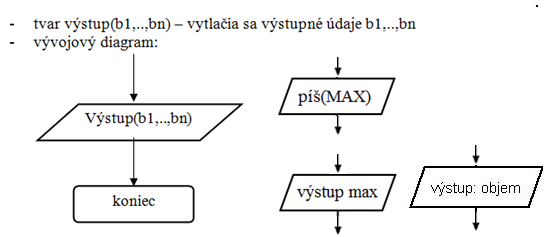 - tvar výstup(b1,..,bn) – vytlačia sa výstupné údaje b1,..,bn
- vývojový diagram:
Výstup(b1,..,bn)
koniec
píš(MAX)
výstup max
výstup: objem